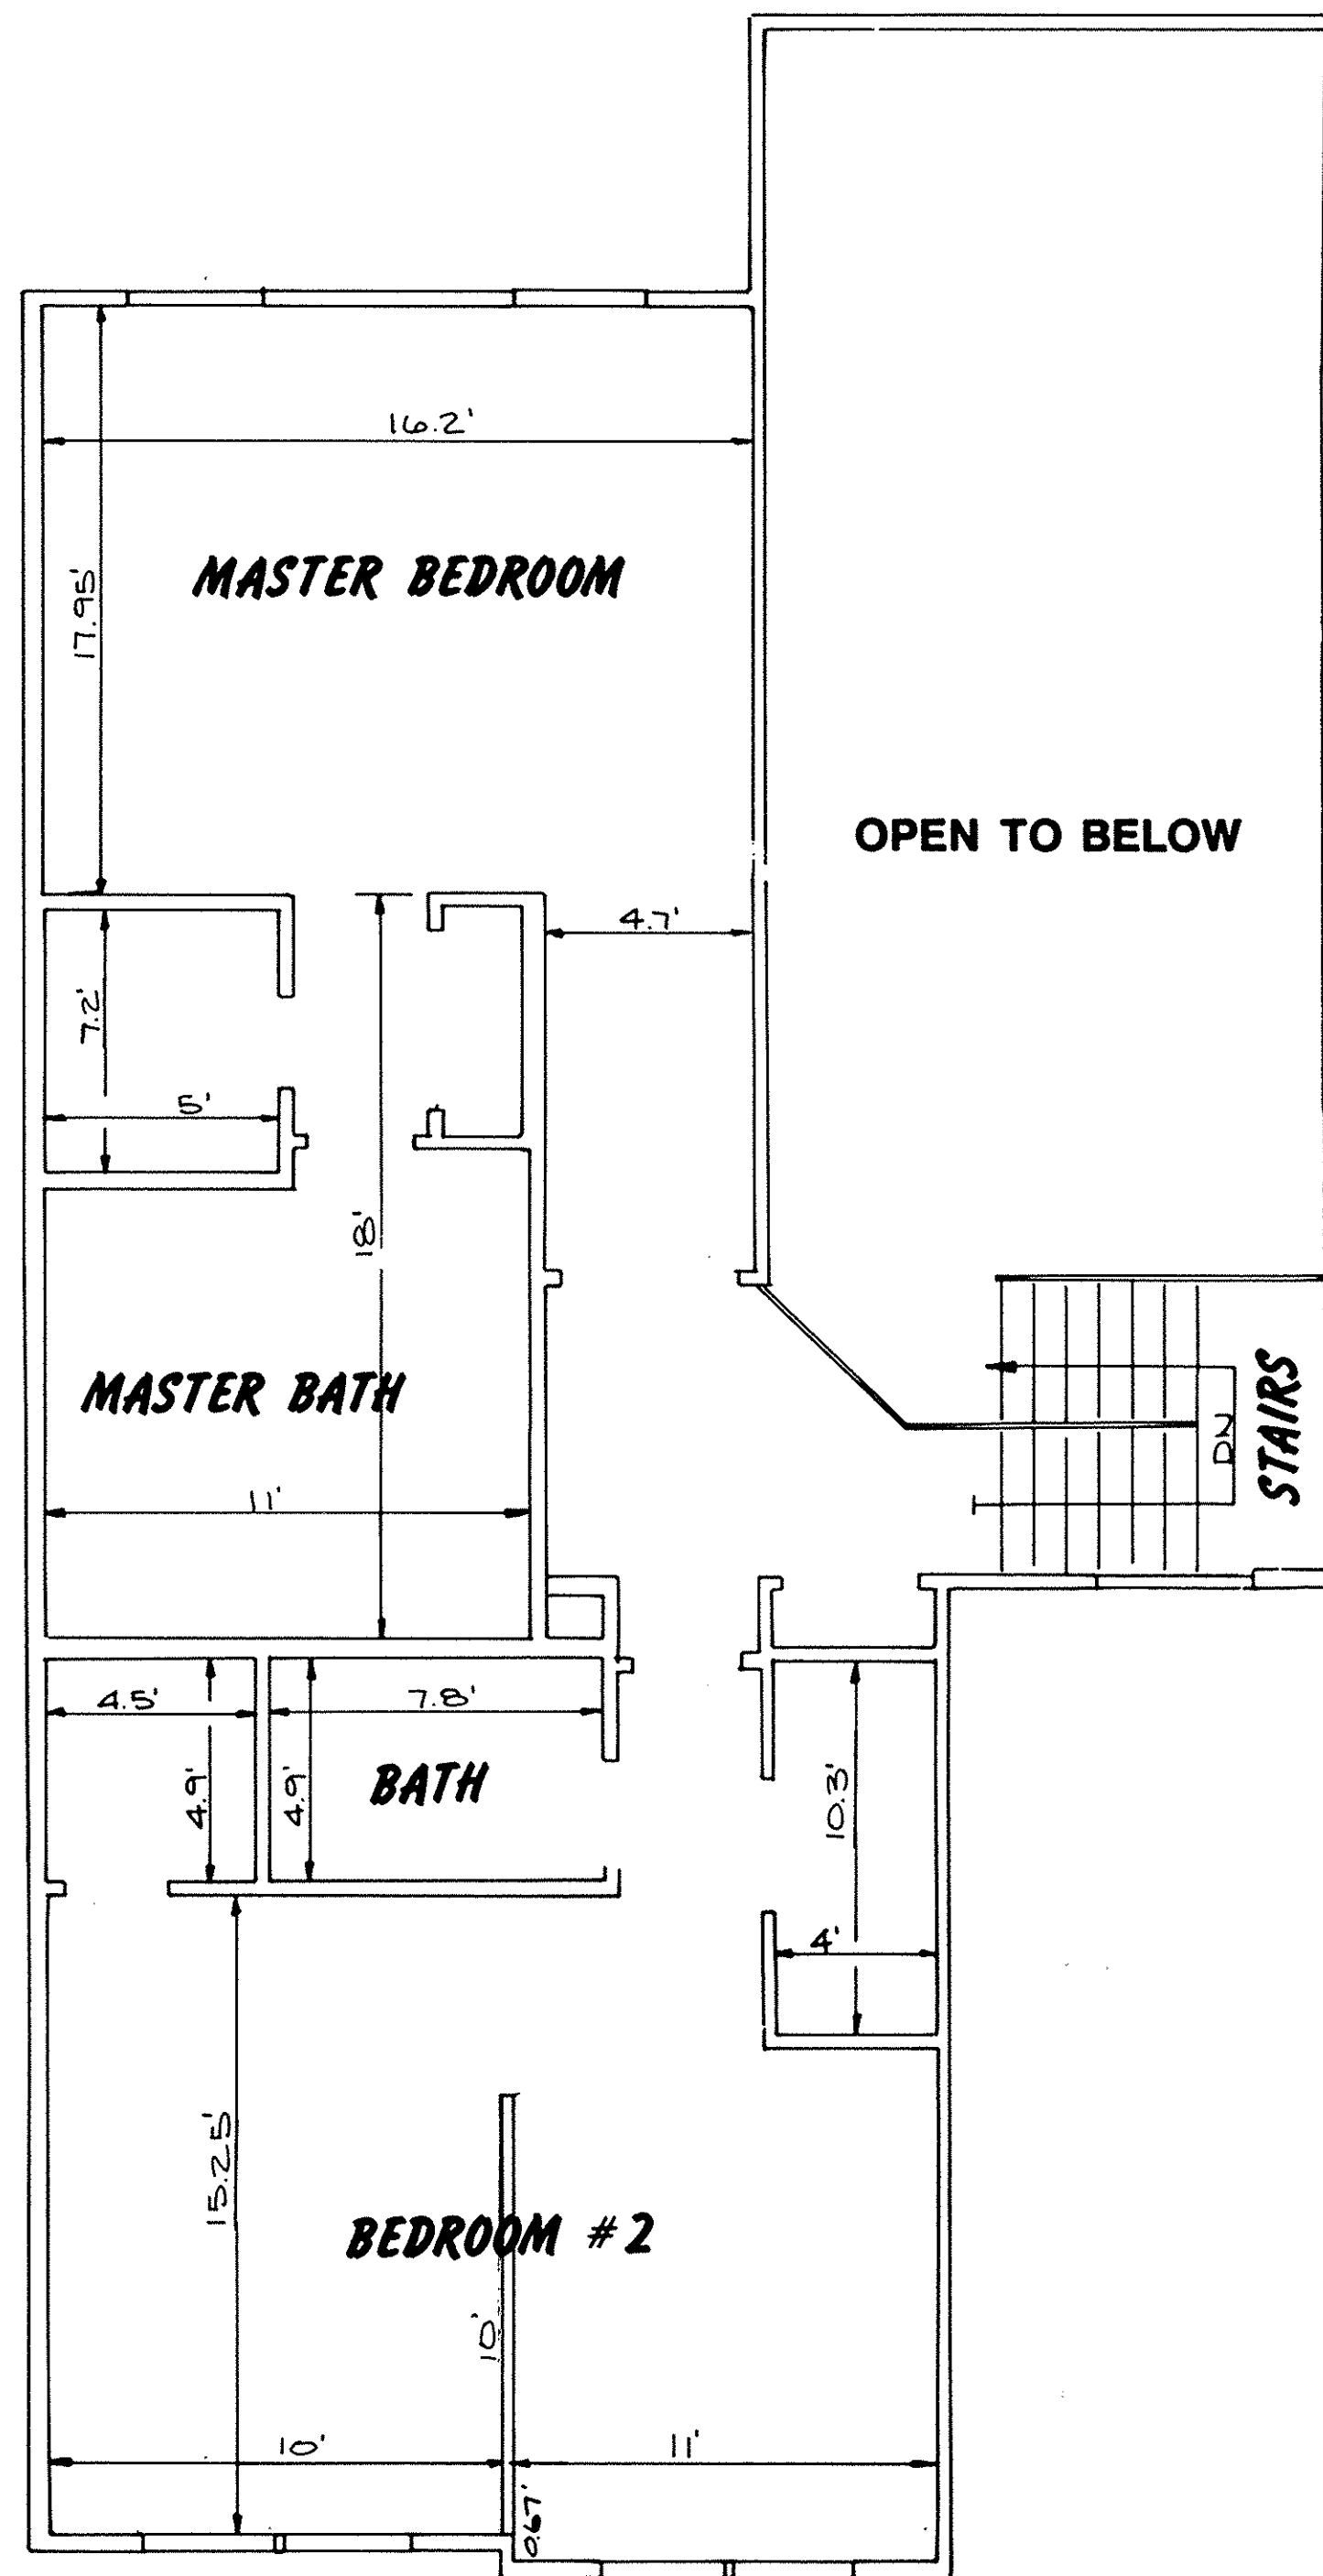 16.2'
MASTER BEDROOM
17.95'
OPEN TO BELOW
4.7'
7.2'
5'
18'
MASTER BATH
STAIRS
DN
11'
4.5'
7.8'
4.9'
4.9'
BATH
10.3'
4'
15.25'
BEDROOM #2
10'
10'
11'
0.67'